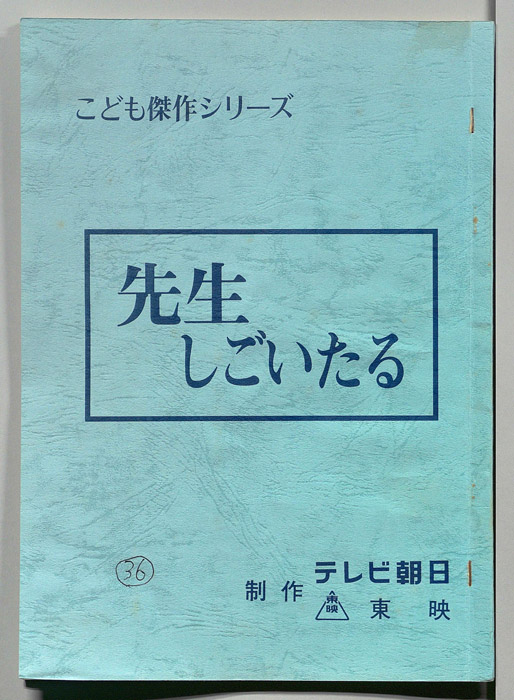 こども傑作シリーズ
先生
しごいたる
36
制作 テレビ朝日
東映 東映